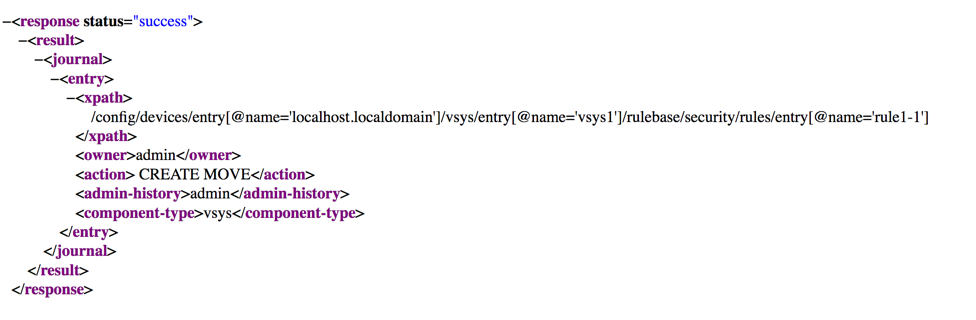 −<response status="success">
−<result>
−<journal>
−<entry>
−<xpath>
/config/devices/entry[@name='localhost.localdomain']/vsys/entry[@name='vsys1']/rulebase/security/rules/entry[@name='rule1-1']
</xpath>
<owner>admin</owner>
<action> CREATE MOVE</action>
<admin-history>admin</admin-history>
<component-type>vsys</component-type>
</entry>
</journal>
</result>
</response>